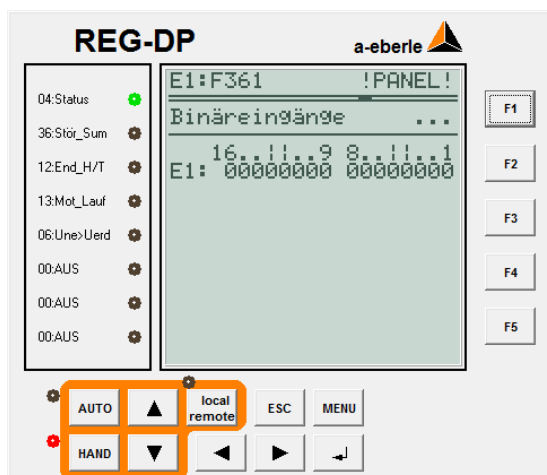 REG-DP
a-eberle
04:Status
36:Stör_Sum
12:End_H/T
13:Mot_Lauf
06:Une>Uerd
00:AUS
00:AUS
00:AUS
E1:F361 !PANEL!
Binäreingänge ...
16..||..9 8..||..1
E1: 00000000 00000000
F1
F2
F3
F4
F5
AUTO
local
remote
ESC
MENU
HAND